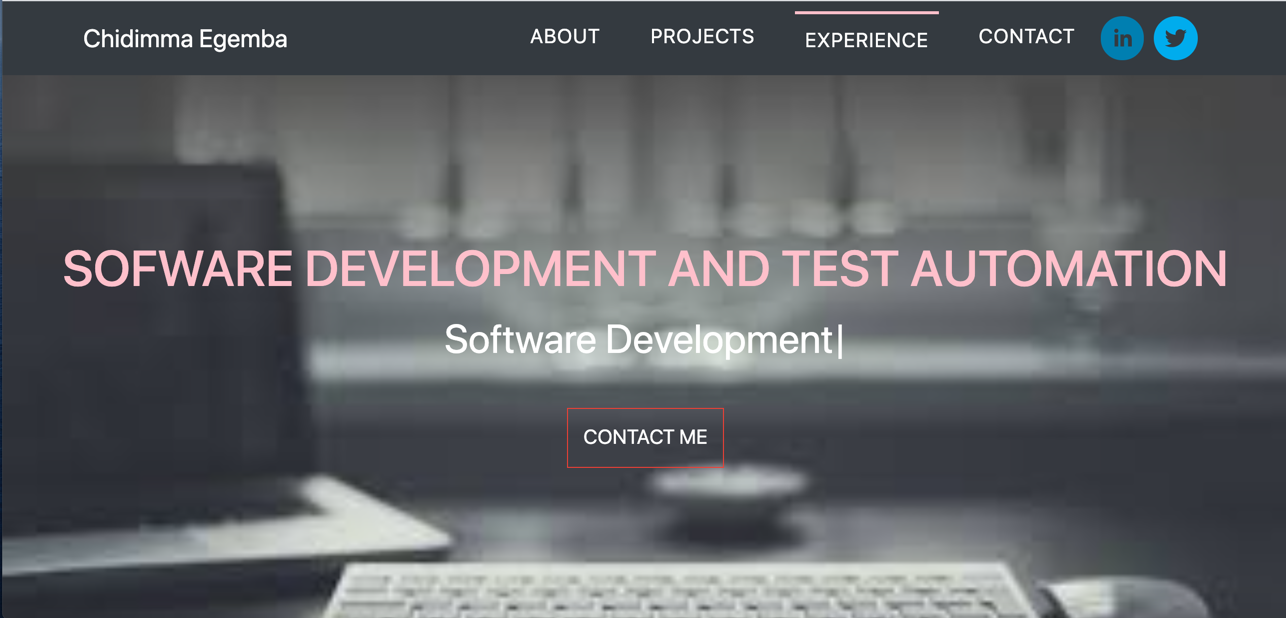 Chidimma Egemba
ABOUT PROJECTS EXPERIENCE CONTACT in
SOFWARE DEVELOPMENT AND TEST AUTOMATION
Software Development|
CONTACT ME